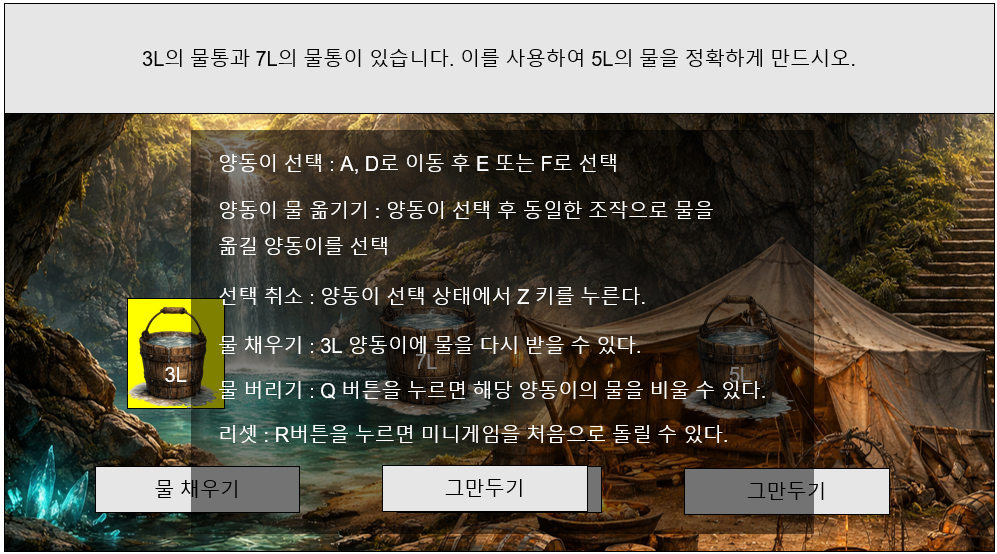 3L의 물통과 7L의 물통이 있습니다. 이를 사용하여 5L의 물을 정확하게 만드시오.
양동이 선택 : A, D로 이동 후 E 또는 F로 선택
양동이 물 옮기기 : 양동이 선택 후 동일한 조작으로 물을
옮길 양동이를 선택
선택 취소 : 양동이 선택 상태에서 Z 키를 누른다.
물 채우기 : 3L 양동이에 물을 다시 받을 수 있다.
3L
7L
5L
물 버리기 : Q 버튼을 누르면 해당 양동이의 물을 비울 수 있다.
리셋 : R버튼을 누르면 미니게임을 처음으로 돌릴 수 있다.
물 채우기
그만두기
그만두기